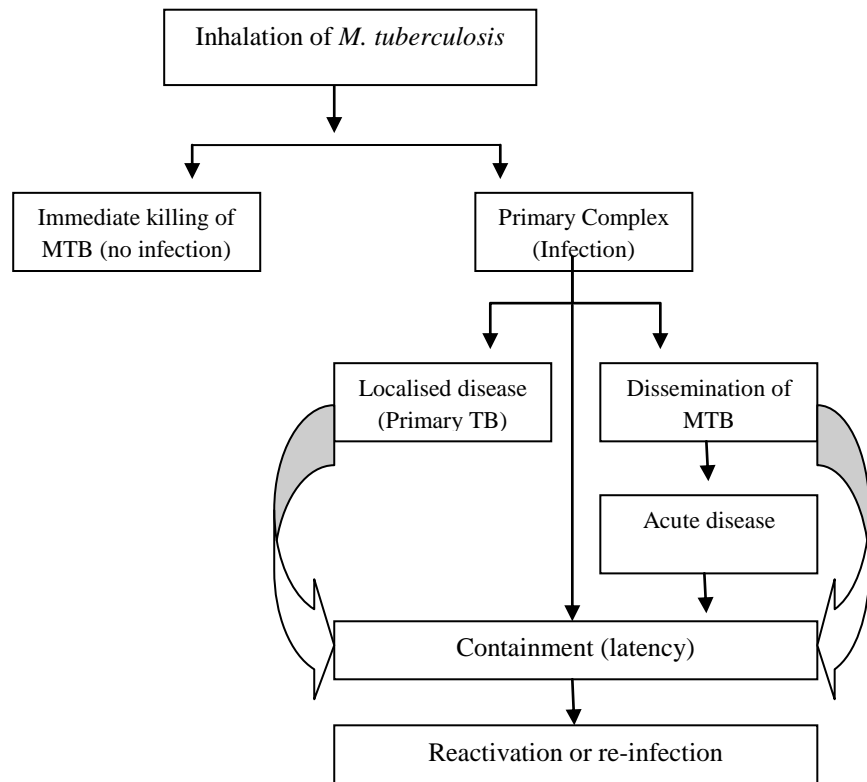 Inhalation of M. tuberculosis
Immediate killing of
MTB (no infection)
Primary Complex
(Infection)
Localised disease
(Primary TB)
Dissemination of
MTB
Acute disease
Containment (latency)
Reactivation or re-infection